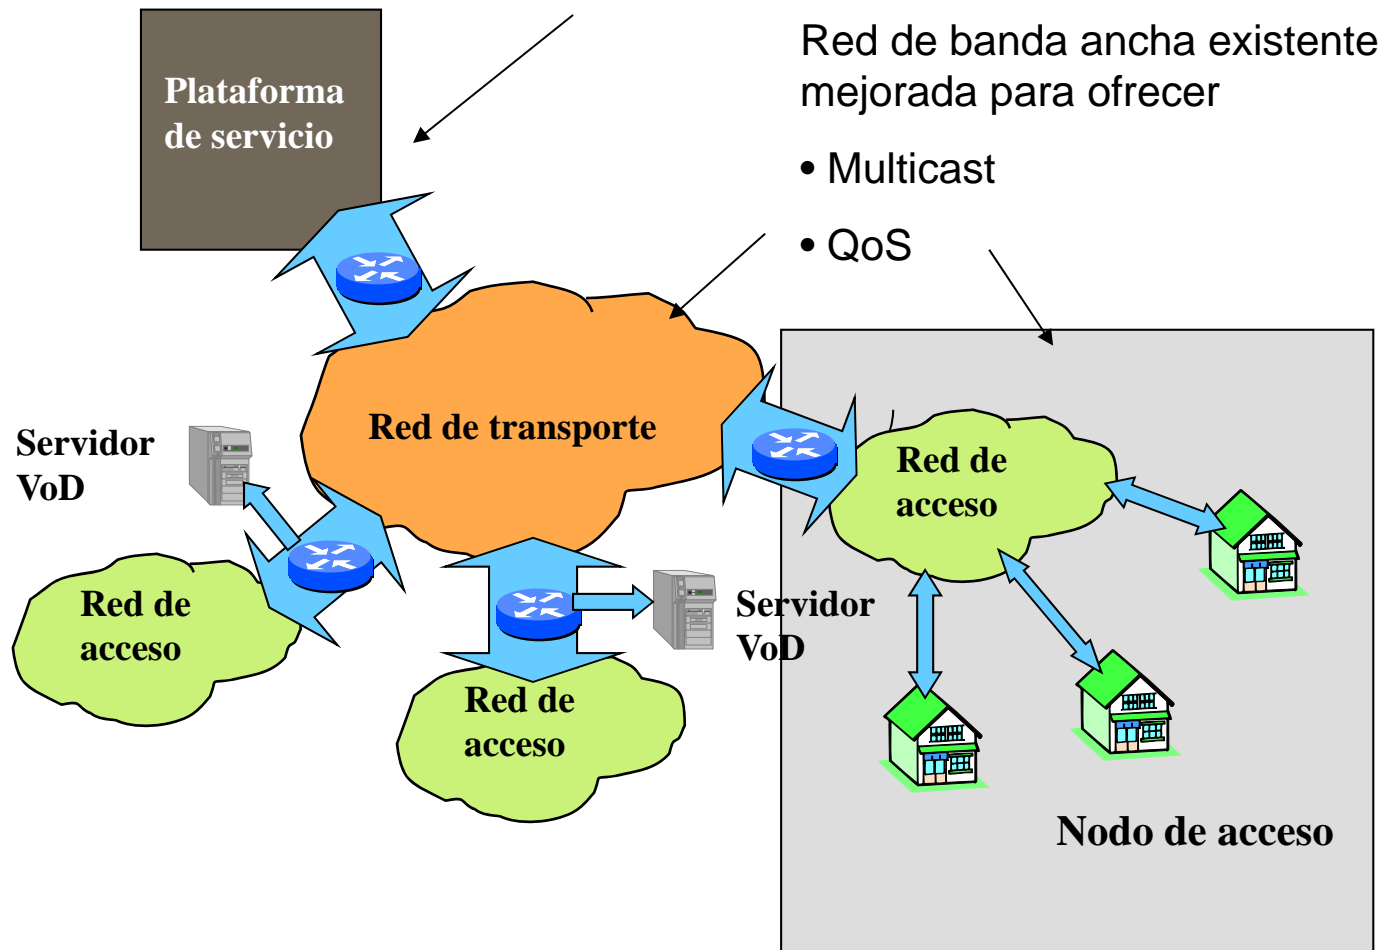 Red de banda ancha existente
mejorada para ofrecer
• Multicast
• QoS
Plataforma
de servicio
Red de transporte
Servidor
VoD
Red de
acceso
Red de
acceso
Servidor
VoD
Red de
acceso
Nodo de acceso